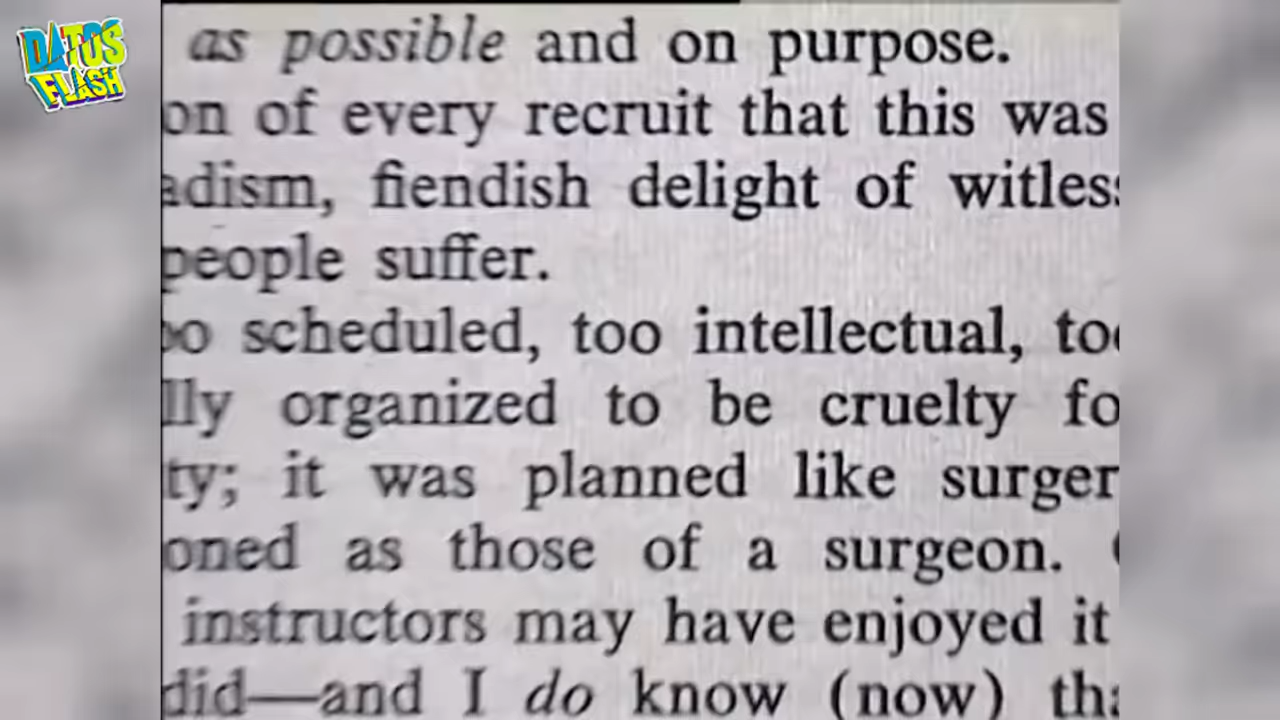 DATOS
FLASH
as possible and on purpose.
on of every recruit that this was
adism, fiendish delight of witless
people suffer.
oo scheduled, too intellectual, too
lly organized to be cruelty fo
ty; it was planned like surger
oned as those of a surgeon.
instructors may have enjoyed it
did—and I do know (now) tha